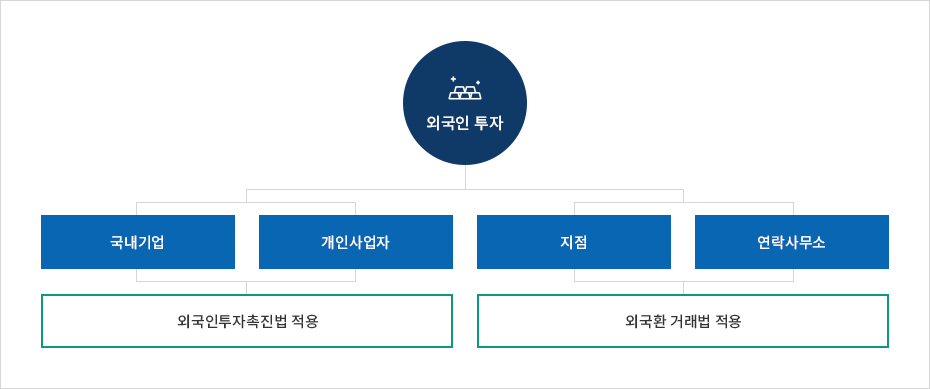 외국인 투자
국내기업
개인사업자
지점
연락사무소
외국인투자촉진법 적용
외국환 거래법 적용